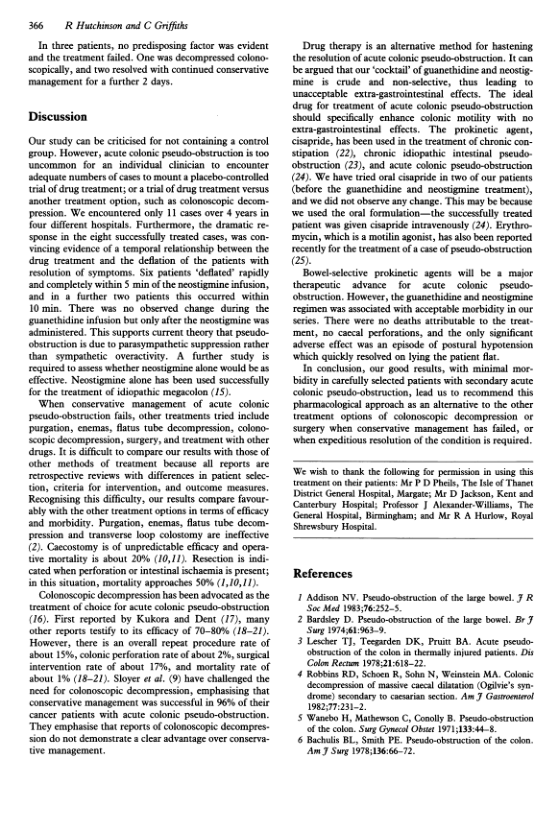 366 R Hutchinson and C Griffiths
In three patients, no predisposing factor was evident
and the treatment failed. One was decompressed colono-
scopically, and two resolved with continued conservative
management for a further 2 days.
Discussion
Our study can be criticised for not containing a control
group. However, acute colonic pseudo-obstruction is too
uncommon for an individual clinician to encounter
adequate numbers of cases to mount a placebo-controlled
trial of drug treatment; or a trial of drug treatment versus
another treatment option, such as colonoscopic decom-
pression. We encountered only 11 cases over 4 years in
four different hospitals. Furthermore, the dramatic re-
sponse in the eight successfully treated cases, was con-
vincing evidence of a temporal relationship between the
drug treatment and the deflation of the patients with
resolution of symptoms. Six patients 'deflated' rapidly
and completely within 5 min of the neostigmine infusion,
and in a further two patients this occurred within
10 min. There was no observed change during the
guanethidine infusion but only after the neostigmine was
administered. This supports current theory that pseudo-
obstruction is due to parasympathetic suppression rather
than sympathetic overactivity. A further study is
required to assess whether neostigmine alone would be as
effective. Neostigmine alone has been used successfully
for the treatment of idiopathic megacolon (15).
When conservative management of acute colonic
pseudo-obstruction fails, other treatments tried include
purgation, enemas, flatus tube decompression, colono-
scopic decompression, surgery, and treatment with other
drugs. It is difficult to compare our results with those of
other methods of treatment because all reports are
retrospective reviews with differences in patient selec-
tion, criteria for intervention, and outcome measures.
Recognising this difficulty, our results compare favour-
ably with the other treatment options in terms of efficacy
and morbidity. Purgation, enemas, flatus tube decom-
pression and transverse loop colostomy are ineffective
(2). Caecostomy is of unpredictable efficacy and opera-
tive mortality is about 20% (10,11). Resection is indi-
cated when perforation or intestinal ischaemia is present;
in this situation, mortality approaches 50% (1,10,11).
Colonoscopic decompression has been advocated as the
treatment of choice for acute colonic pseudo-obstruction
(16). First reported by Kukora and Dent (17), many
other reports testify to its efficacy of 70–80% (18–21).
However, there is an overall repeat procedure rate of
about 15%, colonic perforation rate of about 2%, surgical
intervention rate of about 17%, and mortality rate of
about 1% (18–21). Sloyer et al. (9) have challenged the
need for colonoscopic decompression, emphasising that
conservative management was successful in 96% of their
cancer patients with acute colonic pseudo-obstruction.
They emphasise that reports of colonoscopic decompres-
sion do not demonstrate a clear advantage over conserva-
tive management.
Drug therapy is an alternative method for hastening
the resolution of acute colonic pseudo-obstruction. It can
be argued that our 'cocktail' of guanethidine and neostig-
mine is crude and non-selective, thus leading to
unacceptable extra-gastrointestinal effects. The ideal
drug for treatment of acute colonic pseudo-obstruction
should specifically enhance colonic motility with no
extra-gastrointestinal effects. The prokinetic agent,
cisapride, has been used in the treatment of chronic con-
stipation (22), chronic idiopathic intestinal pseudo-
obstruction (23), and acute colonic pseudo-obstruction
(24). We have tried oral cisapride in two of our patients
(before the guanethidine and neostigmine treatment),
and we did not observe any change. This may be because
we used the oral formulation—the successfully treated
patient was given cisapride intravenously (24). Erythro-
mycin, which is a motilin agonist, has also been reported
recently for the treatment of a case of pseudo-obstruction
(25).
Bowel-selective prokinetic agents will be a major
therapeutic advance for acute colonic pseudo-
obstruction. However, the guanethidine and neostigmine
regimen was associated with acceptable morbidity in our
series. There were no deaths attributable to the treat-
ment, no caecal perforations, and the only significant
adverse effect was an episode of postural hypotension
which quickly resolved on lying the patient flat.
In conclusion, our good results, with minimal mor-
bidity in carefully selected patients with secondary acute
colonic pseudo-obstruction, lead us to recommend this
pharmacological approach as an alternative to the other
treatment options of colonoscopic decompression or
surgery when conservative management has failed, or
when expeditious resolution of the condition is required.
We wish to thank the following for permission in using this
treatment on their patients: Mr P D Pheils, The Isle of Thanet
District General Hospital, Margate; Mr D Jackson, Kent and
Canterbury Hospital; Professor J Alexander-Williams, The
General Hospital, Birmingham; and Mr R A Hurlow, Royal
Shrewsbury Hospital.
References
1 Addison NV. Pseudo-obstruction of the large bowel. J R
Soc Med 1983;76:252–5.
2 Bardsley D. Pseudo-obstruction of the large bowel. Br J
Surg 1974;61:963–9.
3 Lescher TJ, Teegarden DK, Pruitt BA. Acute pseudo-
obstruction of the colon in thermally injured patients. Dis
Colon Rectum 1978;21:618–22.
4 Robbins RD, Schoen R, Sohn N, Weinstein MA. Colonic
decompression of massive caecal dilatation (Ogilvie's syn-
drome) secondary to caesarian section. Am J Gastroenterol
1982;77:231–2.
5 Wanebo H, Mathewson C, Conolly B. Pseudo-obstruction
of the colon. Surg Gynecol Obstet 1971;133:44–8.
6 Bachulis BL, Smith PE. Pseudo-obstruction of the colon.
Am J Surg 1978;136:66–72.